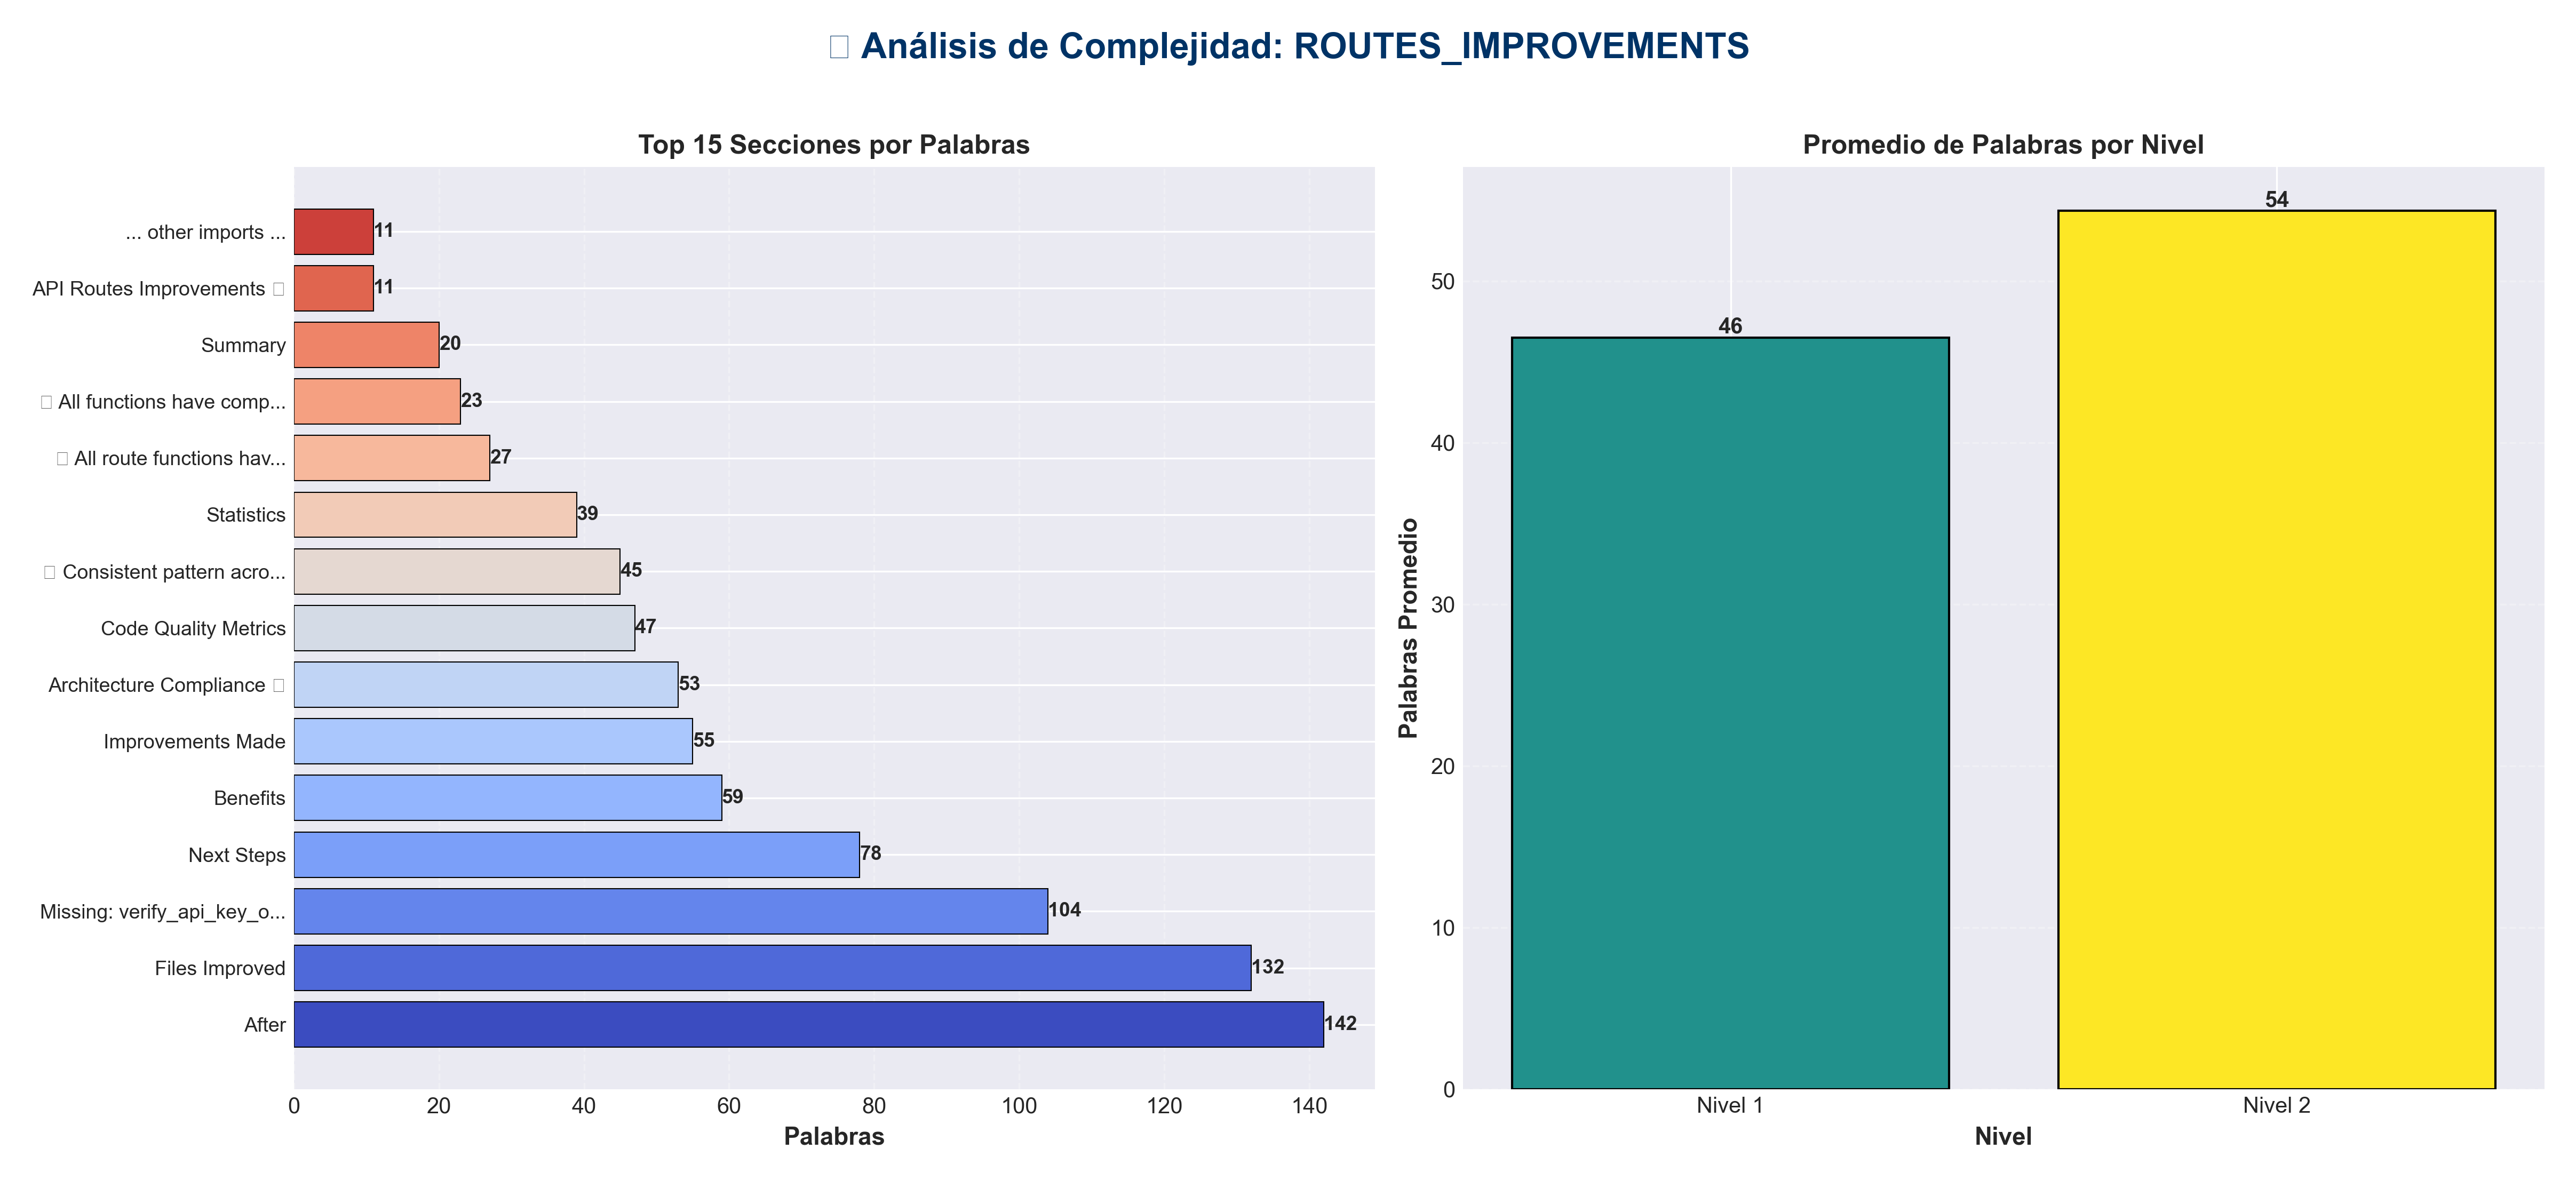 Análisis de Complejidad: ROUTES_IMPROVEMENTS
Top 15 Secciones por Palabras
... other imports ...
11
API Routes Improvements
11
Summary
20
All functions have comp...
23
All route functions hav...
27
Statistics
39
Consistent pattern acro...
45
Code Quality Metrics
47
Architecture Compliance
53
Improvements Made
55
Benefits
59
Next Steps
78
Missing: verify_api_key_o...
104
Files Improved
132
After
142
0 20 40 60 80 100 120 140
Palabras
Promedio de Palabras por Nivel
Palabras Promedio
50
40
30
20
10
0
46
54
Nivel 1 Nivel 2
Nivel